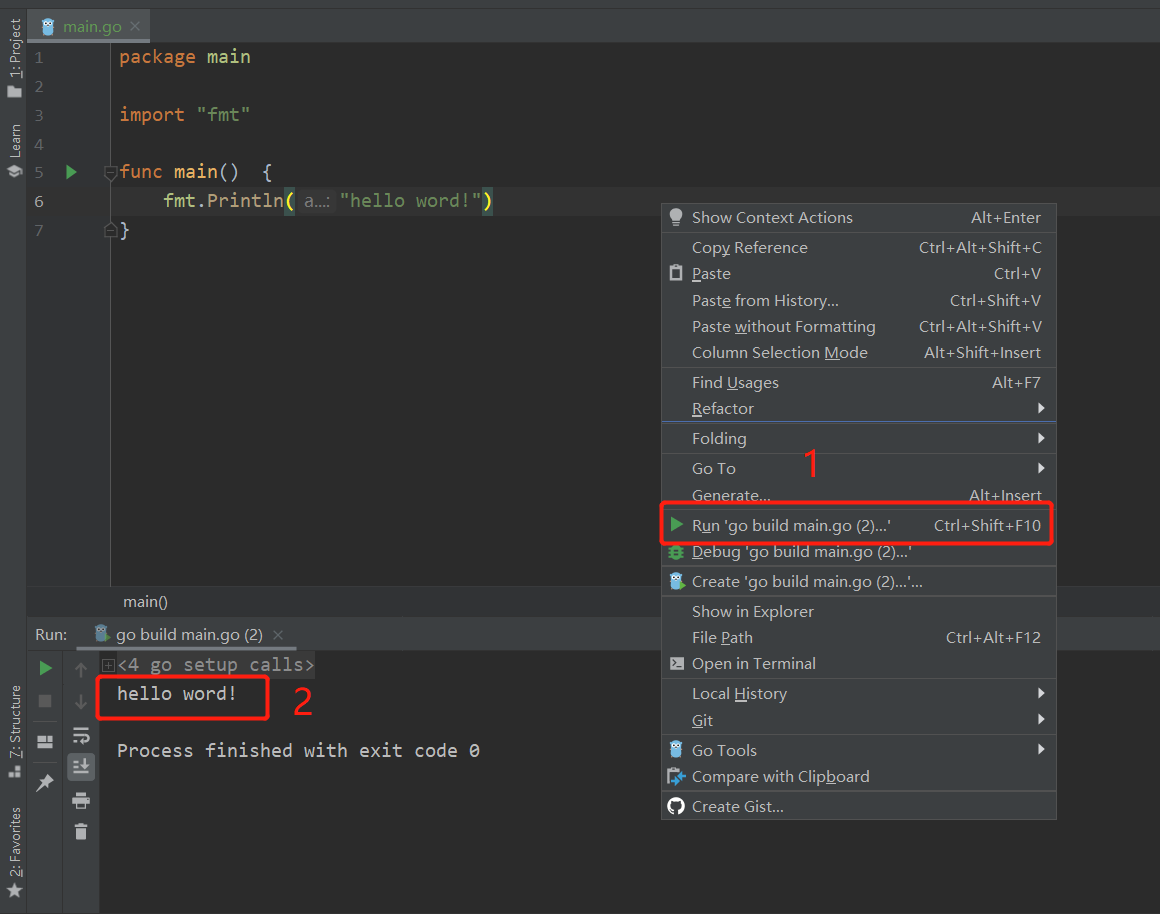 1: Project
Learn
7: Structure
2: Favorites
main.go
1 package main
2
3 import "fmt"
4
5 func main()  {
6 fmt.Println( a...: "hello word!")
7 }
main()
Show Context Actions Alt+Enter
Copy Reference Ctrl+Alt+Shift+C
Paste Ctrl+V
Paste from History... Ctrl+Shift+V
Paste without Formatting Ctrl+Alt+Shift+V
Column Selection Mode Alt+Shift+Insert
Find Usages Alt+F7
Refactor
Folding
Go To
1
Generate... Alt+Insert
Run 'go build main.go (2)...' Ctrl+Shift+F10
Debug 'go build main.go (2)...'
Create 'go build main.go (2)...'...
Show in Explorer
File Path Ctrl+Alt+F12
Open in Terminal
Local History
Git
Go Tools
Compare with Clipboard
Create Gist...
Run: go build main.go (2)
<4 go setup calls>
hello word!
2
Process finished with exit code 0